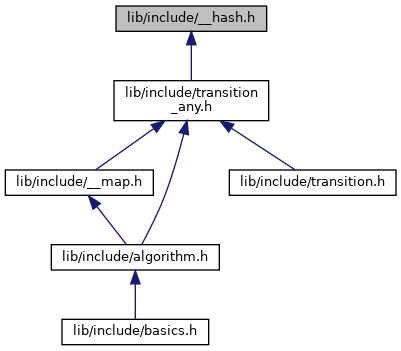 lib/include/__hash.h
lib/include/transition
_any.h
lib/include/__map.h
lib/include/transition.h
lib/include/algorithm.h
lib/include/basics.h